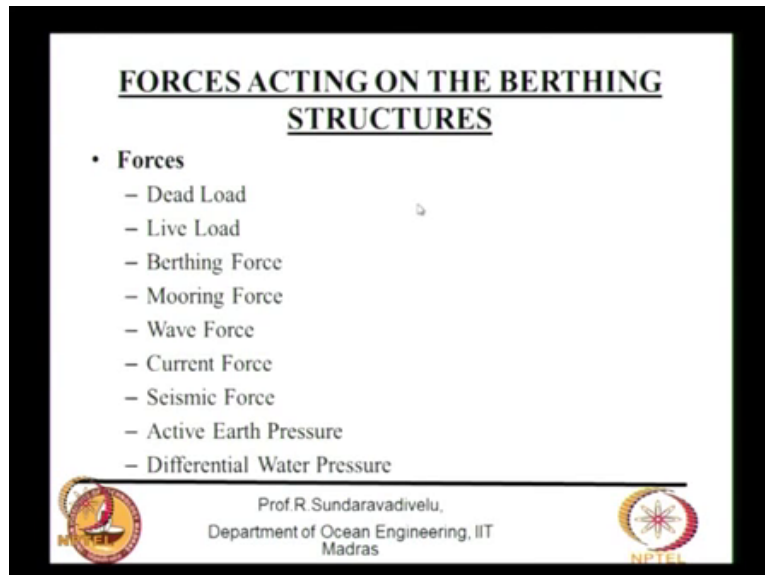 FORCES ACTING ON THE BERTHING
STRUCTURES
• Forces
– Dead Load
– Live Load
– Berthing Force
– Mooring Force
– Wave Force
– Current Force
– Seismic Force
– Active Earth Pressure
– Differential Water Pressure
Prof.R.Sundaravadivelu,
Department of Ocean Engineering, IIT
Madras
NPTEL